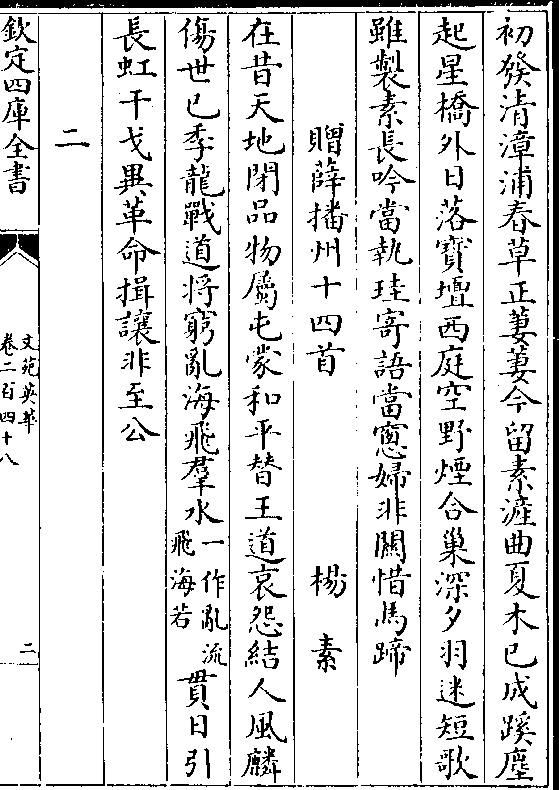 初發清漳浦春草正萋萋今留素滻曲夏木已成蹊塵
起星橋外日落寳壇西庭空野煙合巢深夕羽迷短歌
雖製素長吟當執珪寄語當窻婦非關惜馬蹄
贈薛播州十四首 楊素
在昔天地閉品物屬屯蒙和平替王道哀怨結人風麟
傷世已季龍戰道將窮亂海飛羣水一作亂流飛海若貫日引
長虹干戈異革命揖讓非至公
二
欽定四庫全書
文苑英華
卷二百四十八
二